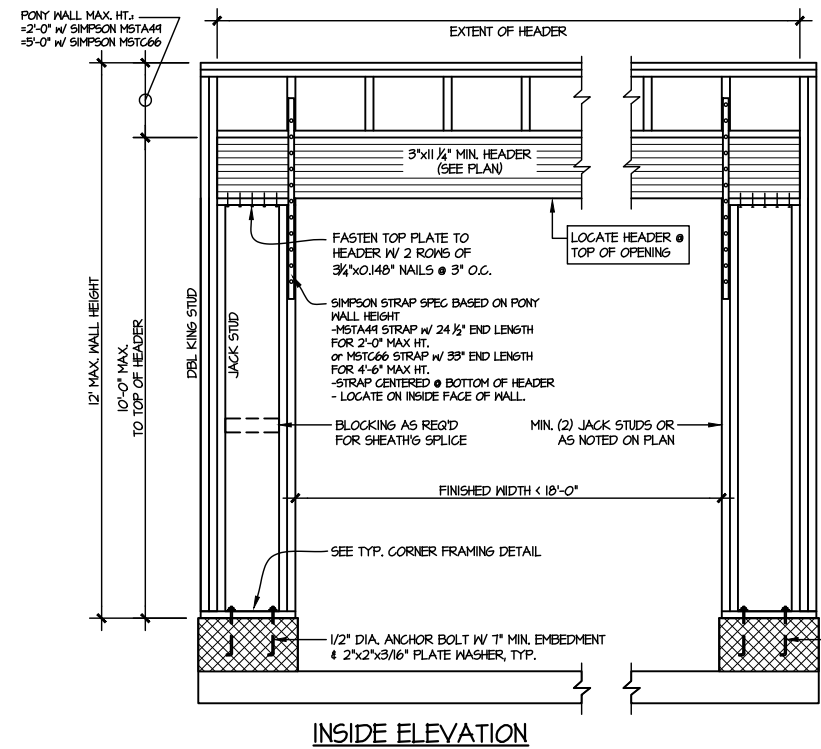 PONY WALL MAX. HT.:
=2'-0" W/ SIMPSON MSTA49
=5'-0" W/ SIMPSON MSTC66
EXTENT OF HEADER
3"x11 1/4" MIN. HEADER
(SEE PLAN)
FASTEN TOP PLATE TO
HEADER W/ 2 ROWS OF
3 1/4"x0.148" NAILS @ 3" O.C.
LOCATE HEADER @
TOP OF OPENING
SIMPSON STRAP SPEC BASED ON PONY
WALL HEIGHT
-MSTA49 STRAP W/ 24 1/2" END LENGTH
FOR 2'-0" MAX HT.
or MSTC66 STRAP W/ 33" END LENGTH
FOR 4'-6" MAX HT.
-STRAP CENTERED @ BOTTOM OF HEADER
- LOCATE ON INSIDE FACE OF WALL.
12' MAX. WALL HEIGHT
10'-0" MAX.
TO TOP OF HEADER
DBL KING STUD
JACK STUD
BLOCKING AS REQ'D
FOR SHEATH'G SPLICE
MIN. (2) JACK STUDS OR
AS NOTED ON PLAN
FINISHED WIDTH < 18'-0"
SEE TYP. CORNER FRAMING DETAIL
1/2" DIA. ANCHOR BOLT W/ 7" MIN. EMBEDMENT
& 2"x2"x3/16" PLATE WASHER, TYP.
INSIDE ELEVATION